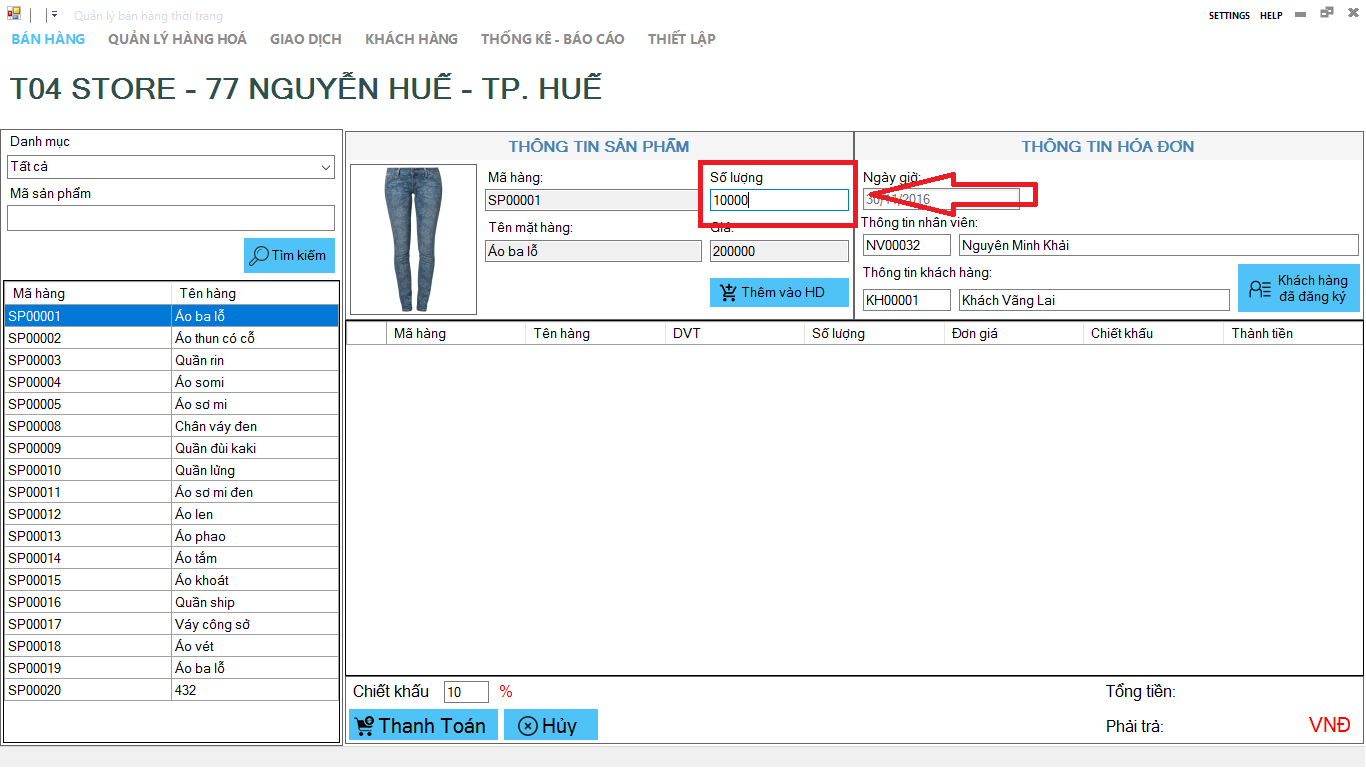 Quản lý bán hàng thời trang
SETTINGS HELP
BÁN HÀNG QUẢN LÝ HÀNG HOÁ GIAO DỊCH KHÁCH HÀNG THỐNG KÊ - BÁO CÁO THIẾT LẬP
T04 STORE - 77 NGUYỄN HUẾ - TP. HUẾ
Danh mục
Tất cả
Mã sản phẩm
Tìm kiếm
Mã hàng Tên hàng
SP00001 Áo ba lỗ
SP00002 Áo thun có cổ
SP00003 Quần rin
SP00004 Áo somi
SP00005 Áo sơ mi
SP00008 Chân váy đen
SP00009 Quần đùi kaki
SP00010 Quần lửng
SP00011 Áo sơ mi đen
SP00012 Áo len
SP00013 Áo phao
SP00014 Áo tắm
SP00015 Áo khoát
SP00016 Quần ship
SP00017 Váy công sở
SP00018 Áo vét
SP00019 Áo ba lỗ
SP00020 432
THÔNG TIN SẢN PHẨM
Mã hàng:
SP00001
Số lượng
10000
Tên mặt hàng:
Áo ba lỗ
Giá:
200000
Thêm vào HD
THÔNG TIN HÓA ĐƠN
Ngày giờ:
30/11/2016
Thông tin nhân viên:
NV00032 Nguyên Minh Khải
Thông tin khách hàng:
KH00001 Khách Vãng Lai
Khách hàng
đã đăng ký
Mã hàng Tên hàng DVT Số lượng Đơn giá Chiết khấu Thành tiền
Chiết khấu 10 %
Thanh Toán Hủy
Tổng tiền:
Phải trả: VNĐ